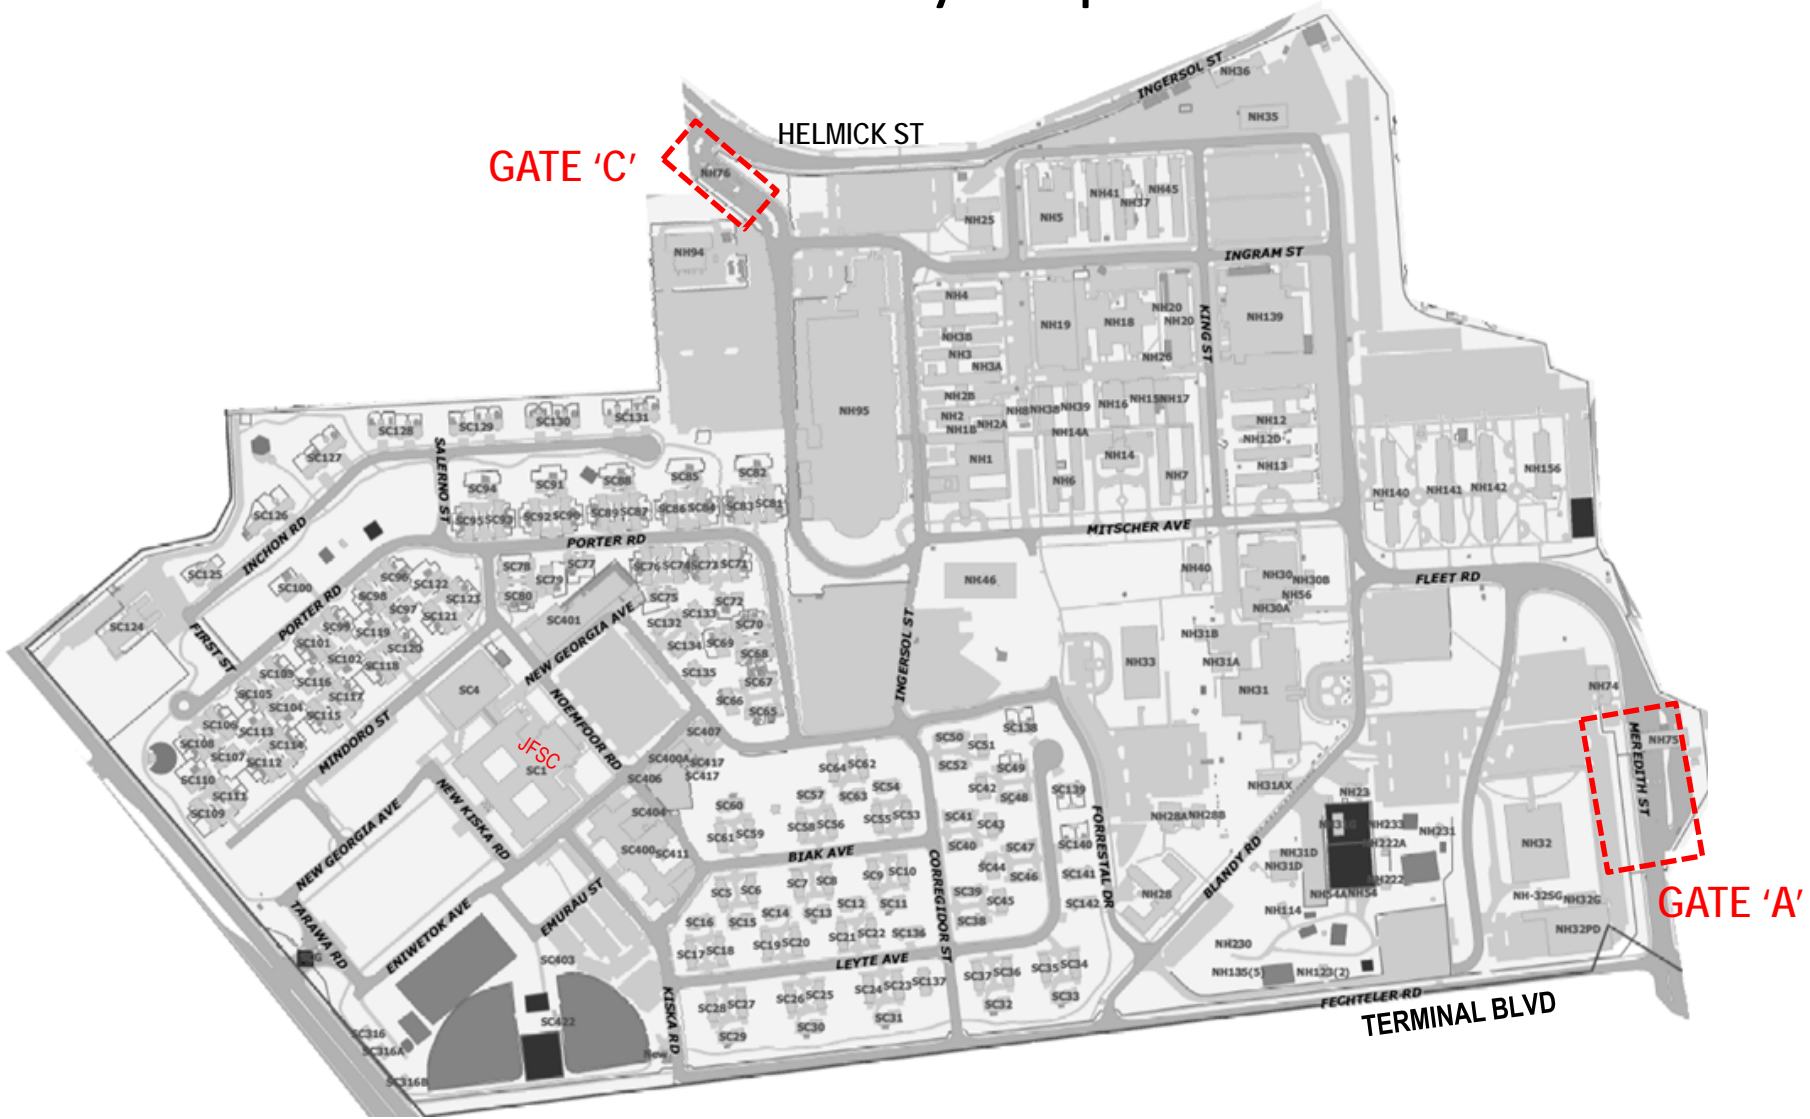 INGERSOL ST
NH36
NH35
HELMICK ST
GATE ‘C’
NH76
NH41
NH45
NH37
NH5
NH25
NH94
INGRAM ST
NH4
NH19
NH18
NH20
NH20
KING ST
NH139
NH3B
NH3
NH3A
NH26
NH95
NH2B
NH2
NH2A
NH1B
NH8
NH38
NH39
NH16
NH15
NH17
NH14A
NH14
NH1
NH6
NH7
NH12
NH12D
NH13
NH140
NH141
NH142
NH156
SC128
SC129
SC130
SC131
SC127
SALERNO ST
SC94
SC91
SC88
SC85
SC82
SC95
SC93
SC92
SC90
SC89
SC87
SC86
SC84
SC83
SC81
SC126
INCHON RD
PORTER RD
MITSCHER AVE
SC125
SC100
PORTER RD
SC96
SC122
SC98
SC97
SC123
SC121
SC78
SC79
SC77
SC80
SC76
SC74
SC73
SC71
SC75
SC72
SC133
SC132
SC70
SC134
SC69
SC68
SC135
SC67
SC66
SC65
NH46
NH40
NH30
NH30B
NH56
NH30A
FLEET RD
SC124
FIRST ST
SC99
SC119
SC101
SC120
SC102
SC118
SC103
SC116
SC117
SC105
SC104
SC115
SC106
SC113
SC114
SC108
SC107
SC112
SC110
SC111
SC109
MINDORO ST
SC401
NEW GEORGIA AVE
SC4
NOEMFOOR RD
INGERSOL ST
NH31B
NH33
NH31A
NH31
NH74
JFSC
SC1
SC407
SC400A
SC417
SC417
SC406
SC404
SC400
SC411
NEW GEORGIA AVE
NEW KISKA RD
SC50
SC51
SC138
SC52
SC49
SC64
SC62
SC42
SC48
SC139
SC57
SC63
SC54
SC60
SC58
SC56
SC55
SC53
SC41
SC43
SC61
SC59
SC40
SC47
SC140
BIAK AVE
SC44
SC46
SC141
SC39
SC45
SC142
SC38
FORRESTAL DR
CORREGIDOR ST
NH31AX
NH28A
NH28B
NH28
BLANDY RD
NH23
NH233
NH231
NH222A
NH31D
NH31D
NH222
NH54A
NH54
NH114
NH230
NH135(5)
NH123(2)
NH32
NH-32SG
NH32G
NH32PD
NH75
MEREDITH ST
GATE ‘A’
SC5
SC6
SC7
SC8
SC9
SC10
SC16
SC15
SC14
SC13
SC12
SC11
SC17
SC18
SC19
SC20
SC21
SC22
SC136
LEYTE AVE
SC28
SC27
SC26
SC25
SC24
SC23
SC137
SC29
SC30
SC31
SC37
SC36
SC35
SC34
SC32
SC33
TARAWA RD
ENIWETOK AVE
EMURAU ST
SC403
SC422
KISKA RD
New
SC316
SC316A
SC316B
FECHTELER RD
TERMINAL BLVD